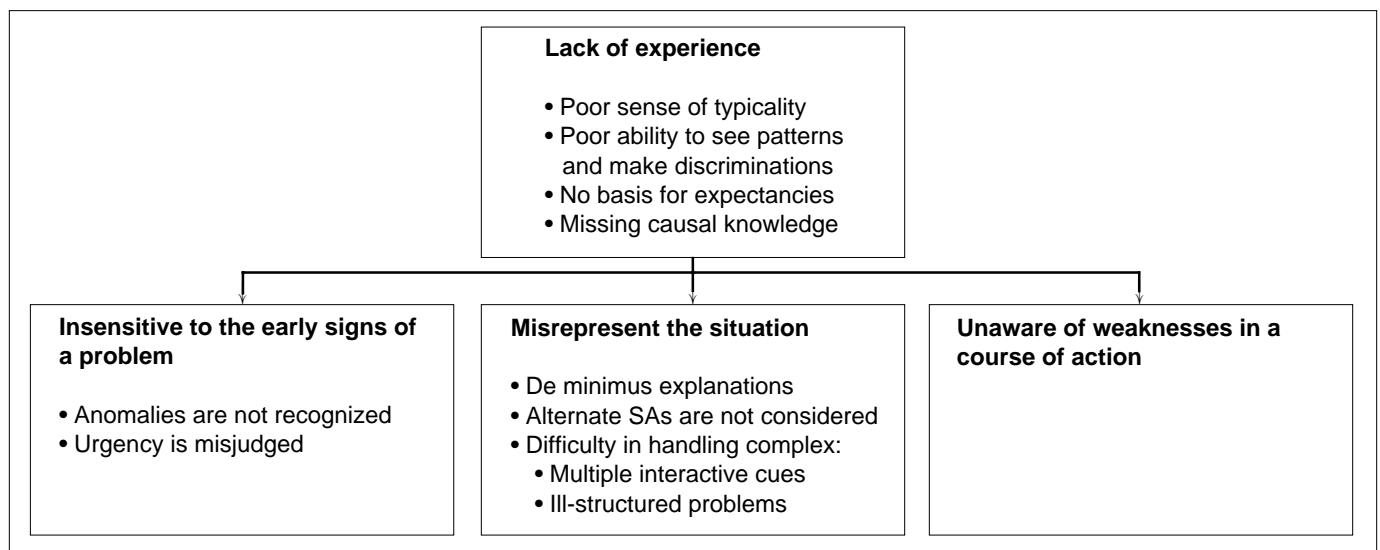 Lack of experience
• Poor sense of typicality
• Poor ability to see patterns
and make discriminations
• No basis for expectancies
• Missing causal knowledge
Insensitive to the early signs of
a problem
• Anomalies are not recognized
• Urgency is misjudged
Misrepresent the situation
• De minimus explanations
• Alternate SAs are not considered
• Difficulty in handling complex:
• Multiple interactive cues
• Ill-structured problems
Unaware of weaknesses in a
course of action